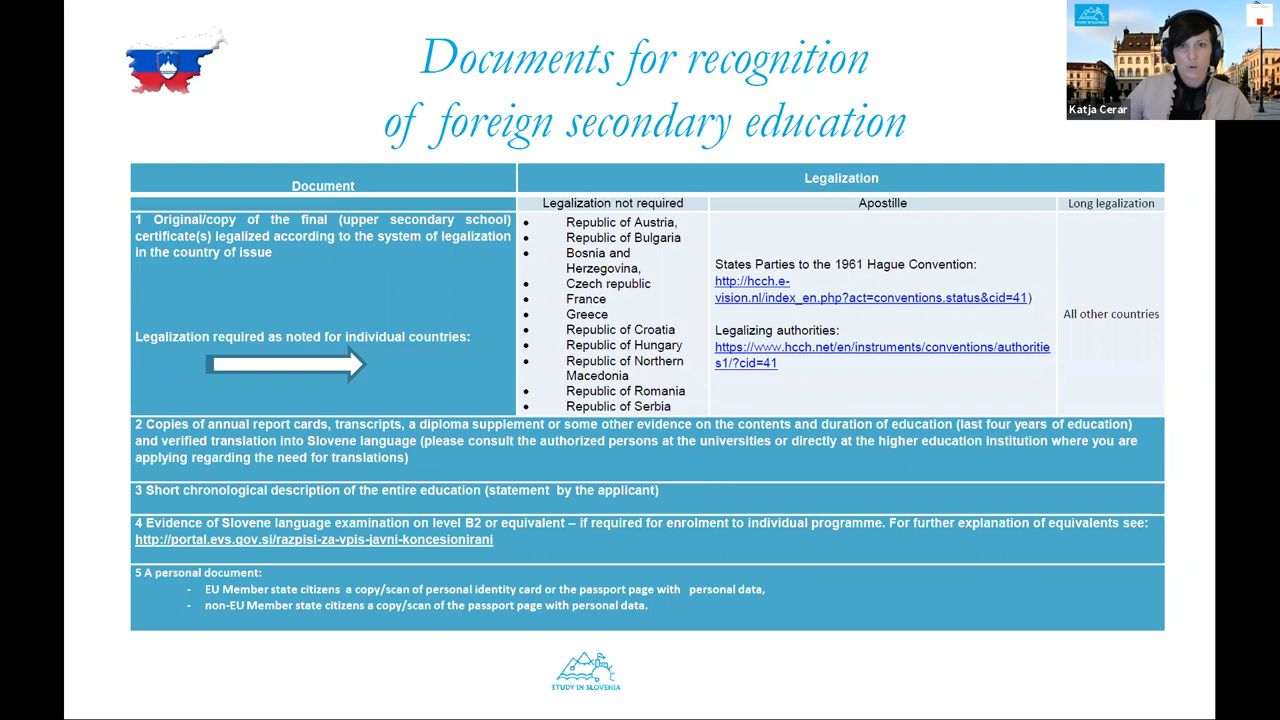 Documents for recognition
of foreign secondary education
STUDY IN SLOVENIA
Katja Cerar
Document
Legalization
Legalization not required
Apostille
Long legalization
1 Original/copy of the final (upper secondary school)
certificate(s) legalized according to the system of legalization
in the country of issue
Legalization required as noted for individual countries:
• Republic of Austria,
• Republic of Bulgaria
• Bosnia and
Herzegovina,
• Czech republic
• France
• Greece
• Republic of Croatia
• Republic of Hungary
• Republic of Northern
Macedonia
• Republic of Romania
• Republic of Serbia
States Parties to the 1961 Hague Convention:
http://hcch.e-
vision.nl/index_en.php?act=conventions.status&cid=41)
Legalizing authorities:
https://www.hcch.net/en/instruments/conventions/authoritie
s1/?cid=41
All other countries
2 Copies of annual report cards, transcripts, a diploma supplement or some other evidence on the contents and duration of education (last four years of education)
and verified translation into Slovene language (please consult the authorized persons at the universities or directly at the higher education institution where you are
applying regarding the need for translations)
3 Short chronological description of the entire education (statement by the applicant)
4 Evidence of Slovene language examination on level B2 or equivalent – if required for enrolment to individual programme. For further explanation of equivalents see:
http://portal.evs.gov.si/razpisi-za-vpis-javni-koncesionirani
5 A personal document:
- EU Member state citizens a copy/scan of personal identity card or the passport page with personal data,
- non-EU Member state citizens a copy/scan of the passport page with personal data.
STUDY IN SLOVENIA